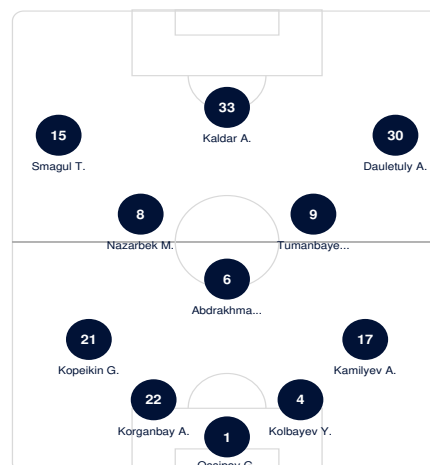 33
Kaldar A.
15
Smagul T.
30
Dauletuly A.
8
Nazarbek M.
9
Tumanbaye...
6
Abdrakhma...
21
Kopeikin G.
17
Kamilyev A.
22
Korganbay A.
4
Kolbayev Y.
1